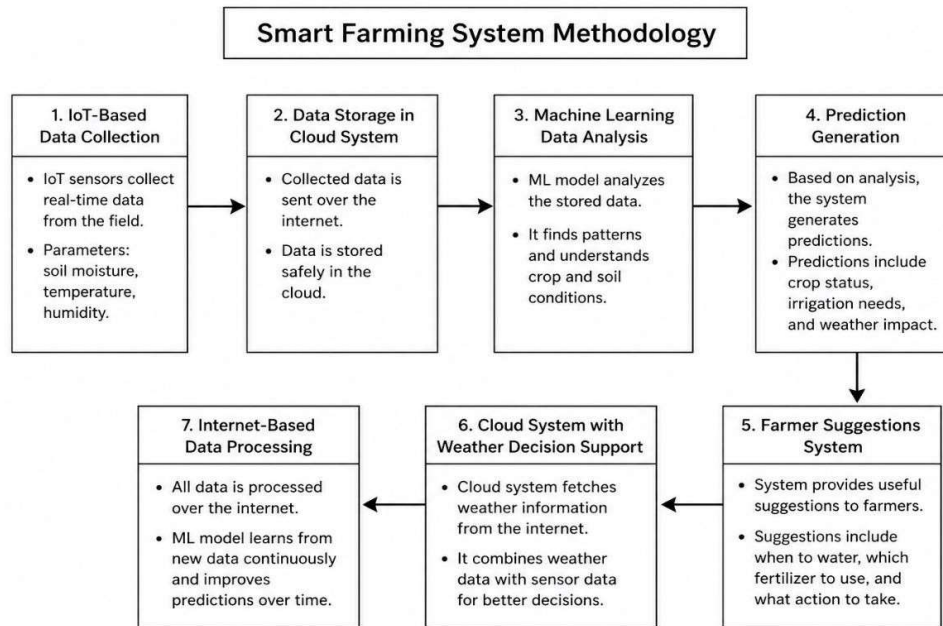 Smart Farming System Methodology
1. IoT-Based
Data Collection
• IoT sensors collect
real-time data
from the field.
• Parameters:
soil moisture,
temperature,
humidity.
2. Data Storage in
Cloud System
• Collected data is
sent over the
internet.
• Data is stored
safely in the
cloud.
3. Machine Learning
Data Analysis
• ML model analyzes
the stored data.
• It finds patterns
and understands
crop and soil
conditions.
4. Prediction
Generation
• Based on analysis,
the system
generates
predictions.
• Predictions include
crop status,
irrigation needs,
and weather impact.
5. Farmer Suggestions
System
• System provides useful
suggestions to farmers.
• Suggestions include
when to water, which
fertilizer to use, and
what action to take.
6. Cloud System with
Weather Decision Support
• Cloud system fetches
weather information
from the internet.
• It combines weather
data with sensor data
for better decisions.
7. Internet-Based
Data Processing
• All data is processed
over the internet.
• ML model learns from
new data continuously
and improves
predictions over time.